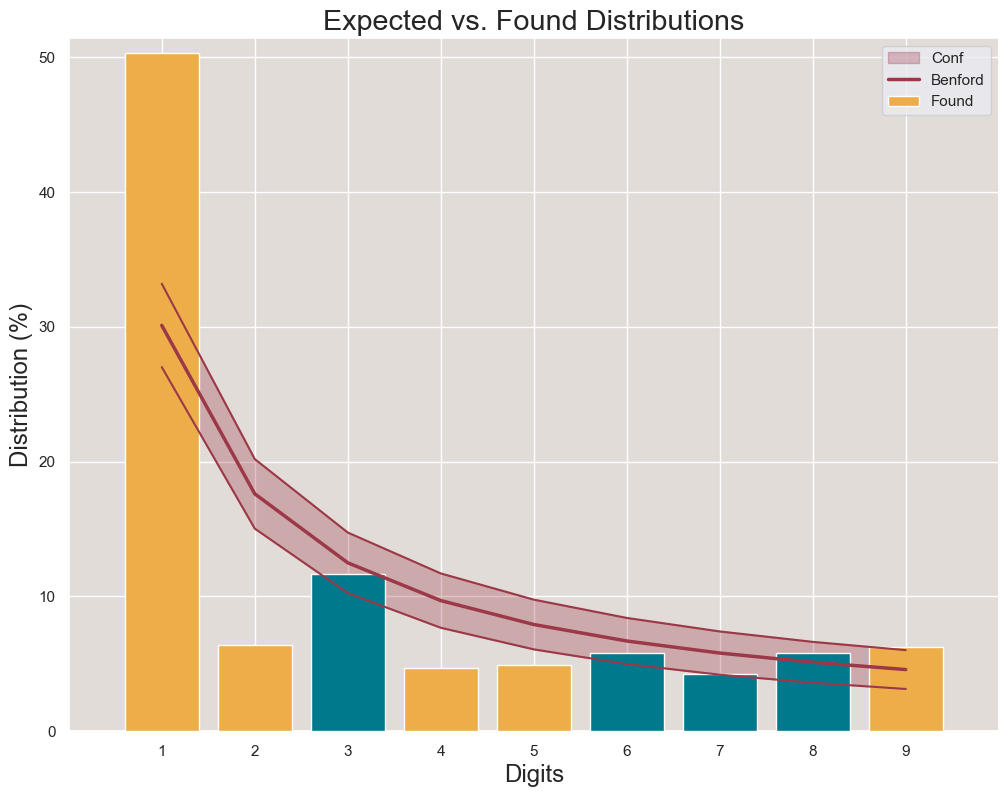 Expected vs. Found Distributions
Conf
Benford
Found
50
40
30
20
10
0
Distribution (%)
1 2 3 4 5 6 7 8 9
Digits